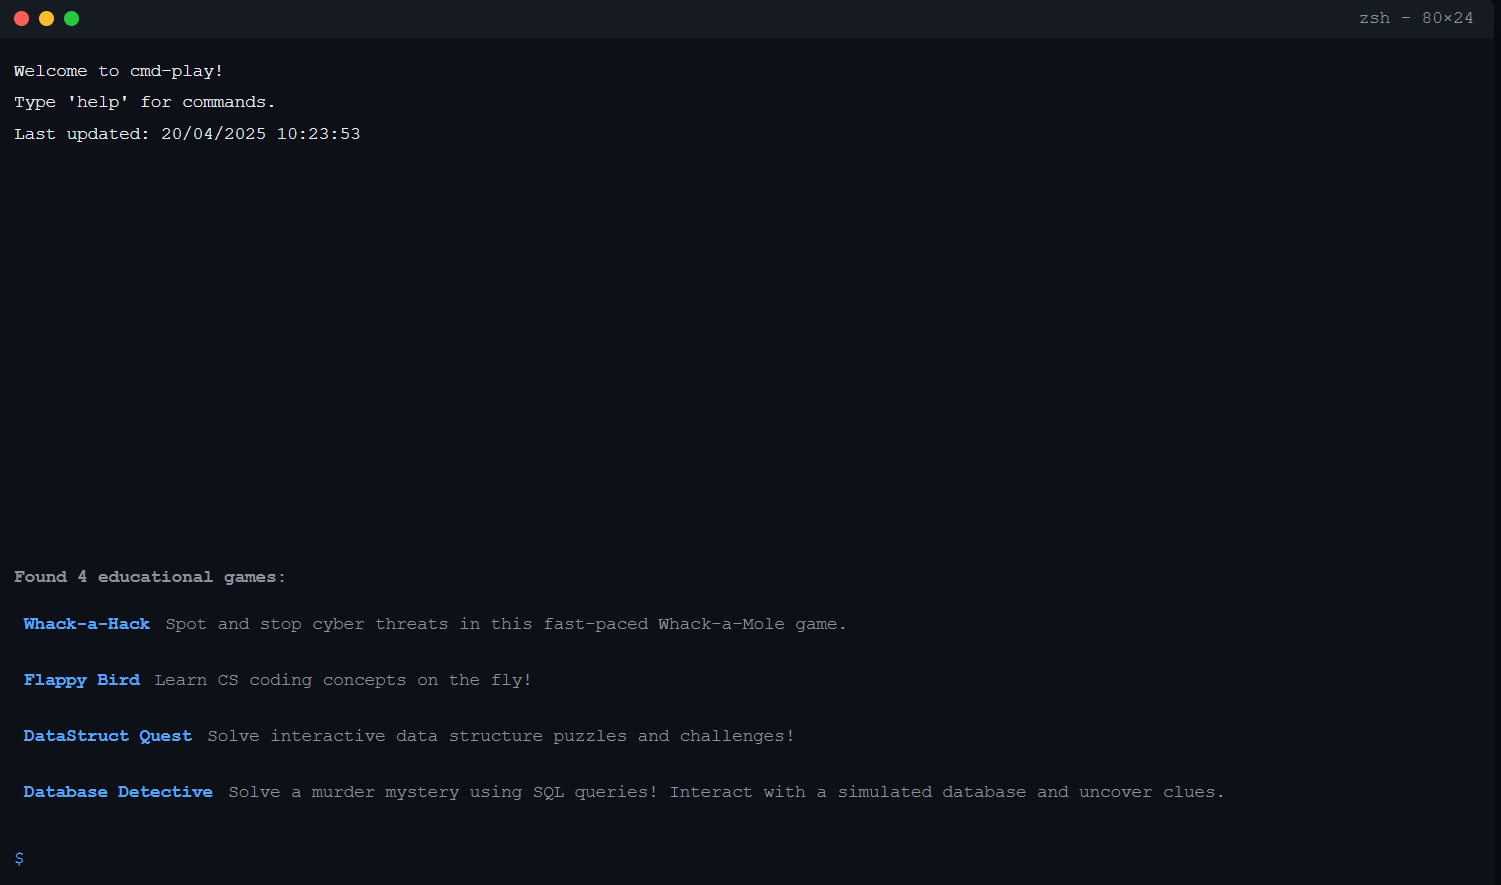 zsh - 80×24
Welcome to cmd-play!
Type 'help' for commands.
Last updated: 20/04/2025 10:23:53
Found 4 educational games:
Whack-a-Hack Spot and stop cyber threats in this fast-paced Whack-a-Mole game.
Flappy Bird Learn CS coding concepts on the fly!
DataStruct Quest Solve interactive data structure puzzles and challenges!
Database Detective Solve a murder mystery using SQL queries! Interact with a simulated database and uncover clues.
$